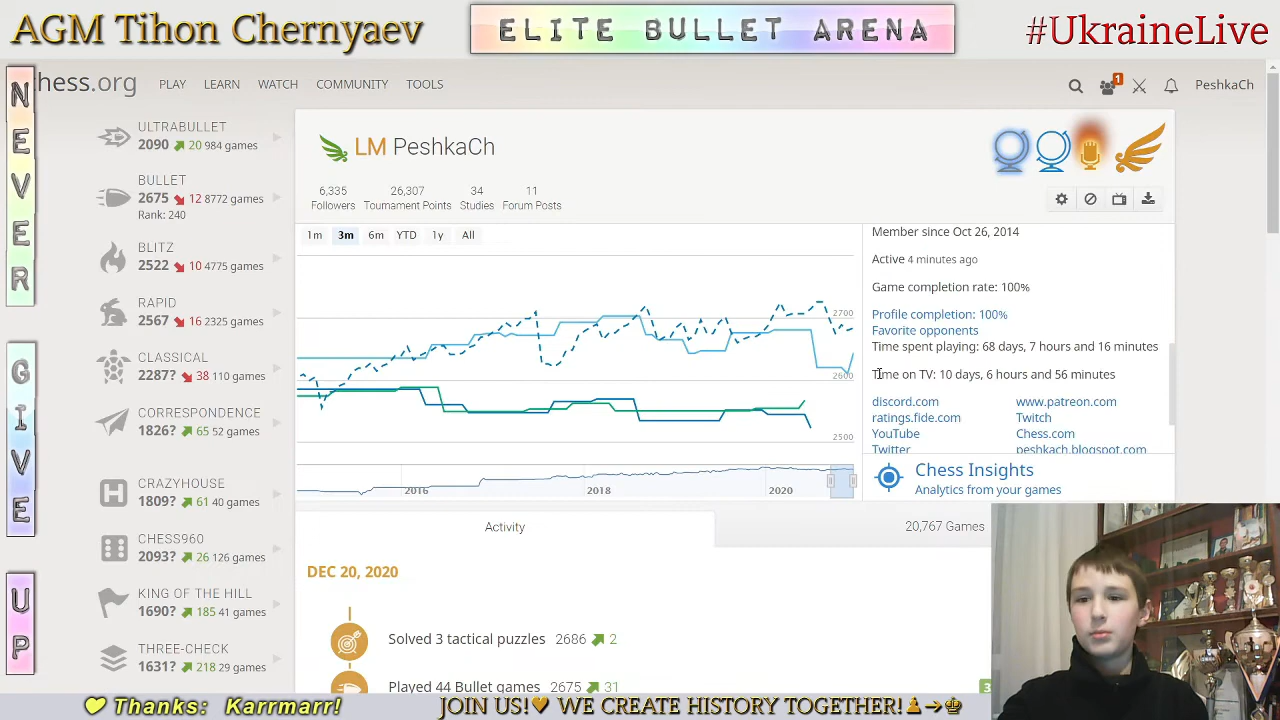 AGM Tihon Chernyaev
ELITE BULLET ARENA
#UkraineLive
NEVER
GIVE
UP
hess.org
PLAY LEARN WATCH COMMUNITY TOOLS
1
PeshkaCh
ULTRABULLET
2090 20 984 games
BULLET
2675 12 8772 games
Rank: 240
BLITZ
2522 10 4775 games
RAPID
2567 16 2325 games
CLASSICAL
2287? 38 110 games
CORRESPONDENCE
1826? 65 52 games
CRAZYHOUSE
1809? 61 40 games
CHESS960
2093? 26 126 games
KING OF THE HILL
1690? 185 41 games
THREE-CHECK
1631? 218 29 games
LM PeshkaCh
6,335 26,307 34 11
Followers Tournament Points Studies Forum Posts
1m 3m 6m YTD 1y All
2700
2600
2500
2016 2018 2020
Member since Oct 26, 2014
Active 4 minutes ago
Game completion rate: 100%
Profile completion: 100%
Favorite opponents
Time spent playing: 68 days, 7 hours and 16 minutes
Time on TV: 10 days, 6 hours and 56 minutes
discord.com www.patreon.com
ratings.fide.com Twitch
YouTube Chess.com
Twitter peshkach.blogspot.com
Chess Insights
Analytics from your games
Activity
20,767 Games
DEC 20, 2020
Solved 3 tactical puzzles 2686 2
Played 44 Bullet games 2675 31
3
Thanks: Karrmarr!
JOIN US!♥ WE CREATE HISTORY TOGETHER!♟→♚